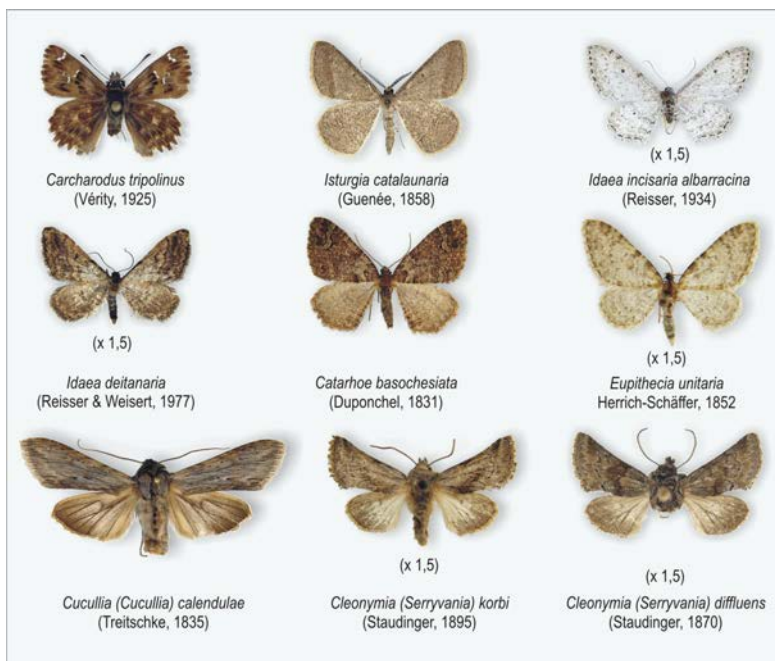 (x 1,5)
Carcharodus tripolinus
(Vérity, 1925)
Isturgia catalaunaria
(Guenée, 1858)
Idaea incisaria albarracina
(Reisser, 1934)
(x 1,5)
(x 1,5)
Idaea deitanaria
(Reisser & Weisert, 1977)
Catarhoe basochesiata
(Duponchel, 1831)
Eupithecia unitaria
Herrich-Schäffer, 1852
(x 1,5)
(x 1,5)
Cucullia (Cucullia) calendulae
(Treitschke, 1835)
Cleonymia (Serryvania) korbi
(Staudinger, 1895)
Cleonymia (Serryvania) diffluens
(Staudinger, 1870)